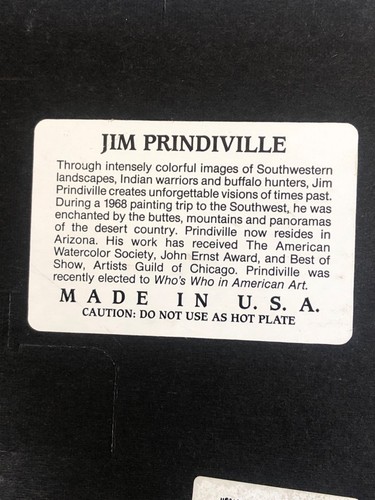 JIM PRINDIVILLE
Through intensely colorful images of Southwestern
landscapes, Indian warriors and buffalo hunters, Jim
Prindiville creates unforgettable visions of times past.
During a 1968 painting trip to the Southwest, he was
enchanted by the buttes, mountains and panoramas
of the desert country. Prindiville now resides in
Arizona. His work has received The American
Watercolor Society, John Ernst Award, and Best of
Show, Artists Guild of Chicago. Prindiville was
recently elected to Who's Who in American Art.
MADE IN U.S.A.
CAUTION: DO NOT USE AS HOT PLATE